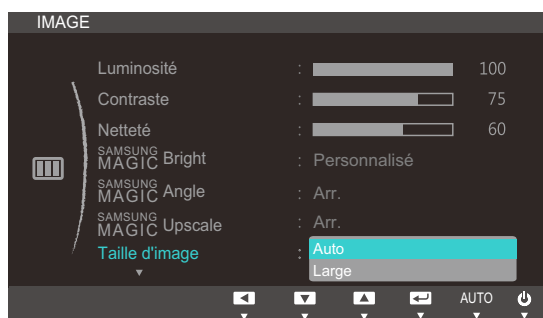 IMAGE
Luminosité : 100
Contraste : 75
Netteté : 60
SAMSUNG MAGIC Bright : Personnalisé
SAMSUNG MAGIC Angle : Arr.
SAMSUNG MAGIC Upscale : Arr.
Taille d'image : Auto
Large
AUTO